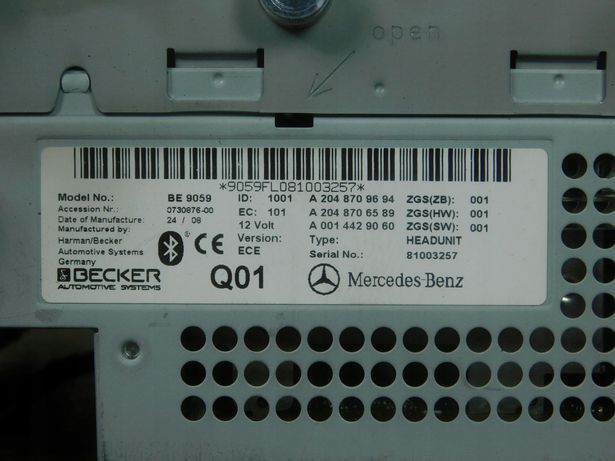 open
*9059FL081003257*
Model No.: BE 9059 ID: 1001 A 204 870 96 94 ZGS(ZB): 001
Accession Nr.: 0730876-00 EC: 101 A 204 870 65 89 ZGS(HW): 001
Date of Manufacture: 24 / 08 12 Volt A 001 442 90 60 ZGS(SW): 001
Manufactured by: Version: Type: HEADUNIT
Harman/Becker ECE Serial No.: 81003257
Automotive Systems
Germany
CE
BECKER
AUTOMOTIVE SYSTEMS
Q01
Mercedes-Benz